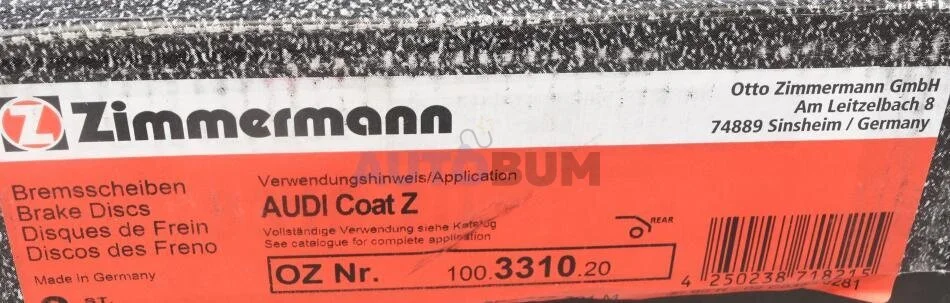 Zimmermann
Otto Zimmermann GmbH
Am Leitzelbach 8
74889 Sinsheim / Germany
AUTOBUM
Bremsscheiben
Brake Discs
Disques de Frein
Discos des Freno
Made in Germany
Verwendungshinweis/Application
AUDI Coat Z
Vollständige Verwendung siehe Katalog
See catalogue for complete application
REAR
OZ Nr. 100.3310.20
4 250238 718215
ST.